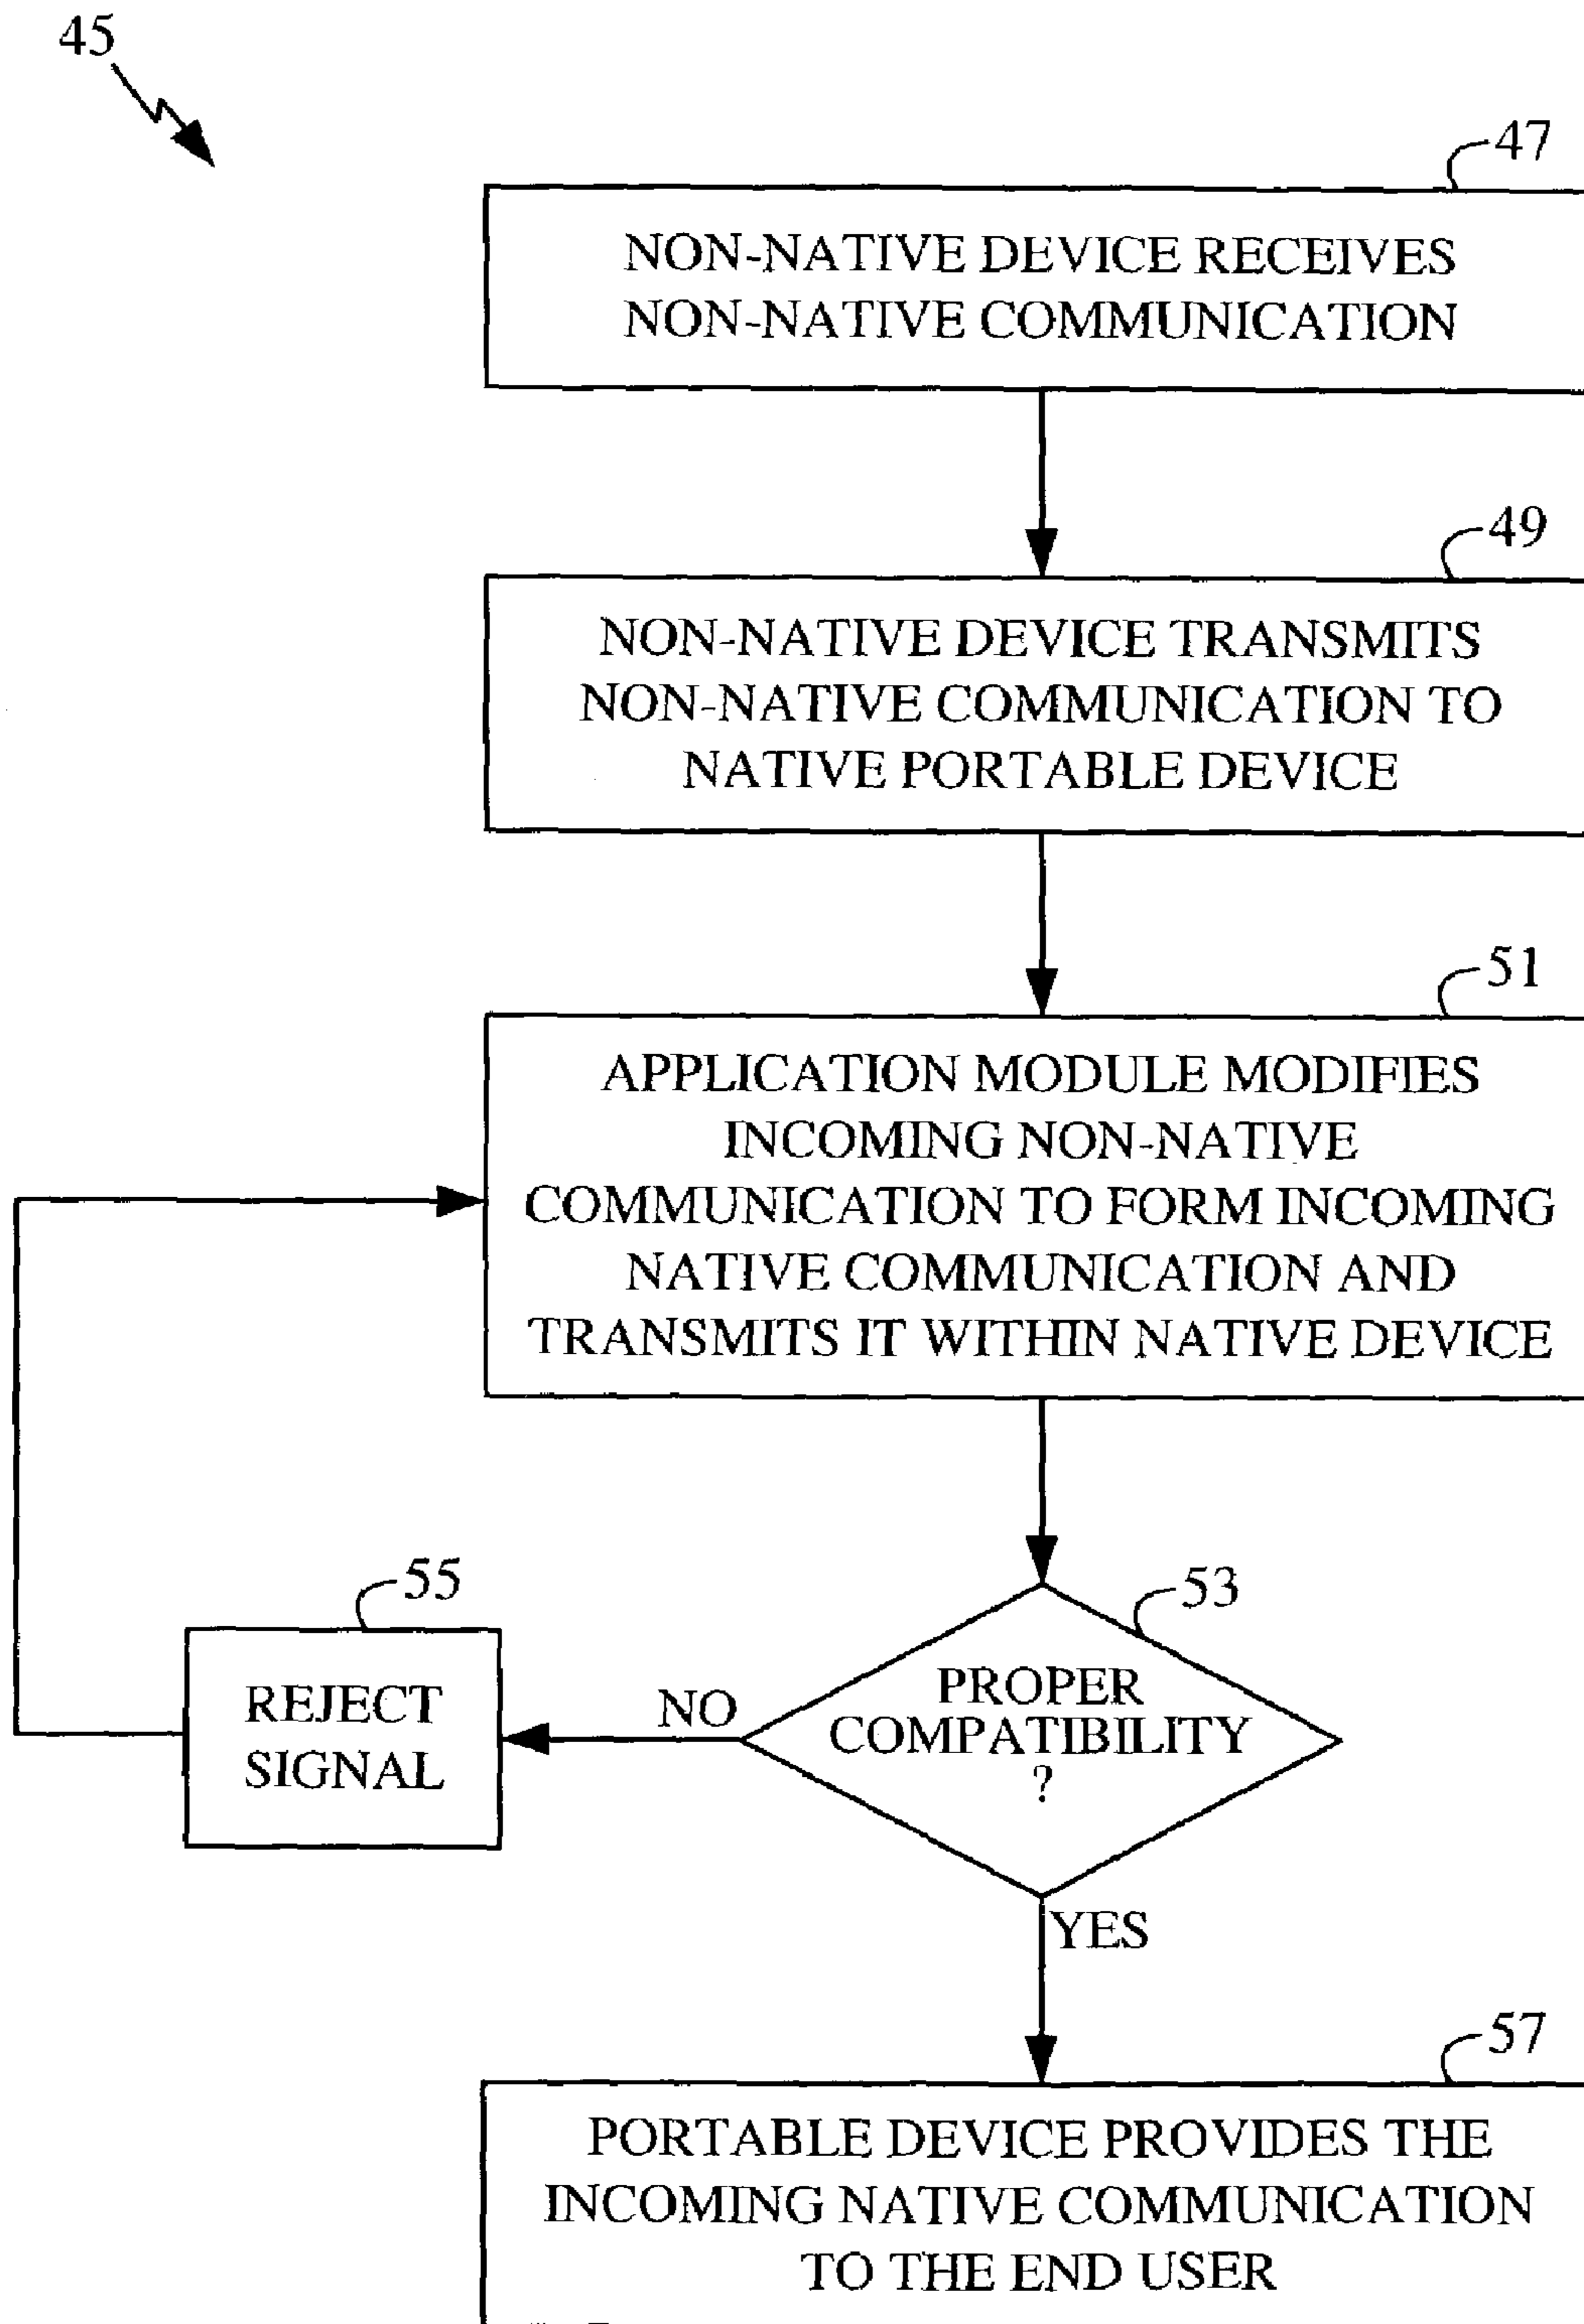 45
47
NON-NATIVE DEVICE RECEIVES
NON-NATIVE COMMUNICATION
49
NON-NATIVE DEVICE TRANSMITS
NON-NATIVE COMMUNICATION TO
NATIVE PORTABLE DEVICE
51
APPLICATION MODULE MODIFIES
INCOMING NON-NATIVE
COMMUNICATION TO FORM INCOMING
NATIVE COMMUNICATION AND
TRANSMITS IT WITHIN NATIVE DEVICE
55
REJECT
SIGNAL
NO
53
PROPER
COMPATIBILITY
?
YES
57
PORTABLE DEVICE PROVIDES THE
INCOMING NATIVE COMMUNICATION
TO THE END USER